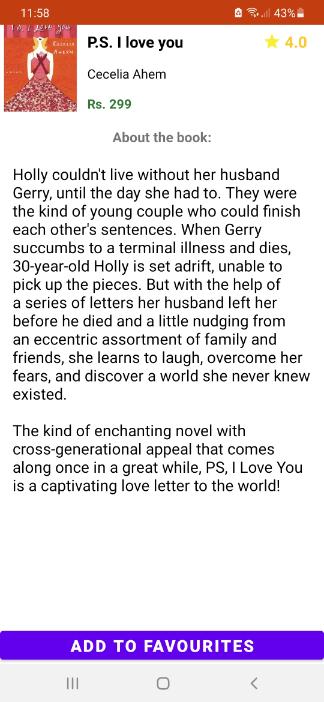 11:58
43%
P.S. I love you
P.S. I love you
4.0
CECELIA
AHERN
Cecelia Ahem
Rs. 299
About the book:
Holly couldn't live without her husband
Gerry, until the day she had to. They were
the kind of young couple who could finish
each other's sentences. When Gerry
succumbs to a terminal illness and dies,
30-year-old Holly is set adrift, unable to
pick up the pieces. But with the help of
a series of letters her husband left her
before he died and a little nudging from
an eccentric assortment of family and
friends, she learns to laugh, overcome her
fears, and discover a world she never knew
existed.
The kind of enchanting novel with
cross-generational appeal that comes
along once in a great while, PS, I Love You
is a captivating love letter to the world!
ADD TO FAVOURITES